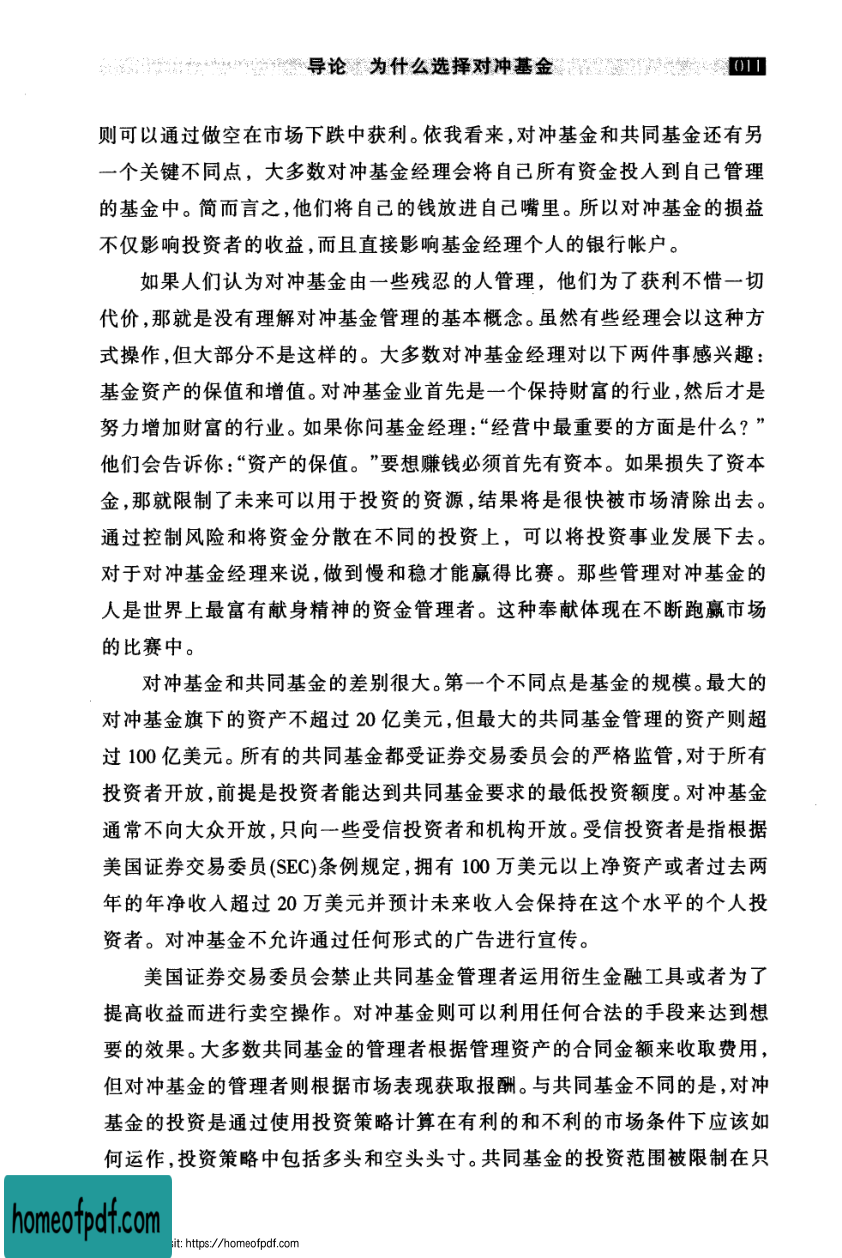 导论 为什么选择对冲基金 011
则可以通过做空在市场下跌中获利。依我看来,对冲基金和共同基金还有另
一个关键不同点，大多数对冲基金经理会将自己所有资金投入到自己管理
的基金中。简而言之,他们将自己的钱放进自己嘴里。所以对冲基金的损益
不仅影响投资者的收益,而且直接影响基金经理个人的银行帐户。
如果人们认为对冲基金由一些残忍的人管理，他们为了获利不惜一切
代价,那就是没有理解对冲基金管理的基本概念。虽然有些经理会以这种方
式操作,但大部分不是这样的。大多数对冲基金经理对以下两件事感兴趣：
基金资产的保值和增值。对冲基金业首先是一个保持财富的行业,然后才是
努力增加财富的行业。如果你问基金经理：“经营中最重要的方面是什么？”
他们会告诉你：“资产的保值。”要想赚钱必须首先有资本。如果损失了资本
金,那就限制了未来可以用于投资的资源,结果将是很快被市场清除出去。
通过控制风险和将资金分散在不同的投资上，可以将投资事业发展下去。
对于对冲基金经理来说,做到慢和稳才能赢得比赛。那些管理对冲基金的
人是世界上最富有献身精神的资金管理者。这种奉献体现在不断跑赢市场
的比赛中。
对冲基金和共同基金的差别很大。第一个不同点是基金的规模。最大的
对冲基金旗下的资产不超过 20 亿美元,但最大的共同基金管理的资产则超
过 100 亿美元。所有的共同基金都受证券交易委员会的严格监管,对于所有
投资者开放,前提是投资者能达到共同基金要求的最低投资额度。对冲基金
通常不向大众开放,只向一些受信投资者和机构开放。受信投资者是指根据
美国证券交易委员(SEC)条例规定,拥有 100 万美元以上净资产或者过去两
年的年净收入超过 20 万美元并预计未来收入会保持在这个水平的个人投
资者。对冲基金不允许通过任何形式的广告进行宣传。
美国证券交易委员会禁止共同基金管理者运用衍生金融工具或者为了
提高收益而进行卖空操作。对冲基金则可以利用任何合法的手段来达到想
要的效果。大多数共同基金的管理者根据管理资产的合同金额来收取费用,
但对冲基金的管理者则根据市场表现获取报酬。与共同基金不同的是,对冲
基金的投资是通过使用投资策略计算在有利的和不利的市场条件下应该如
何运作,投资策略中包括多头和空头头寸。共同基金的投资范围被限制在只
homeofpdf.com
sit: https://homeofpdf.com